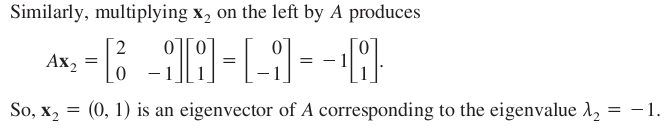 Similarly, multiplying x₂ on the left by A produces
Ax₂ = [2 0; 0 −1][0; 1] = [0; −1] = −1[0; 1].
So, x₂ = (0, 1) is an eigenvector of A corresponding to the eigenvalue λ₂ = −1.